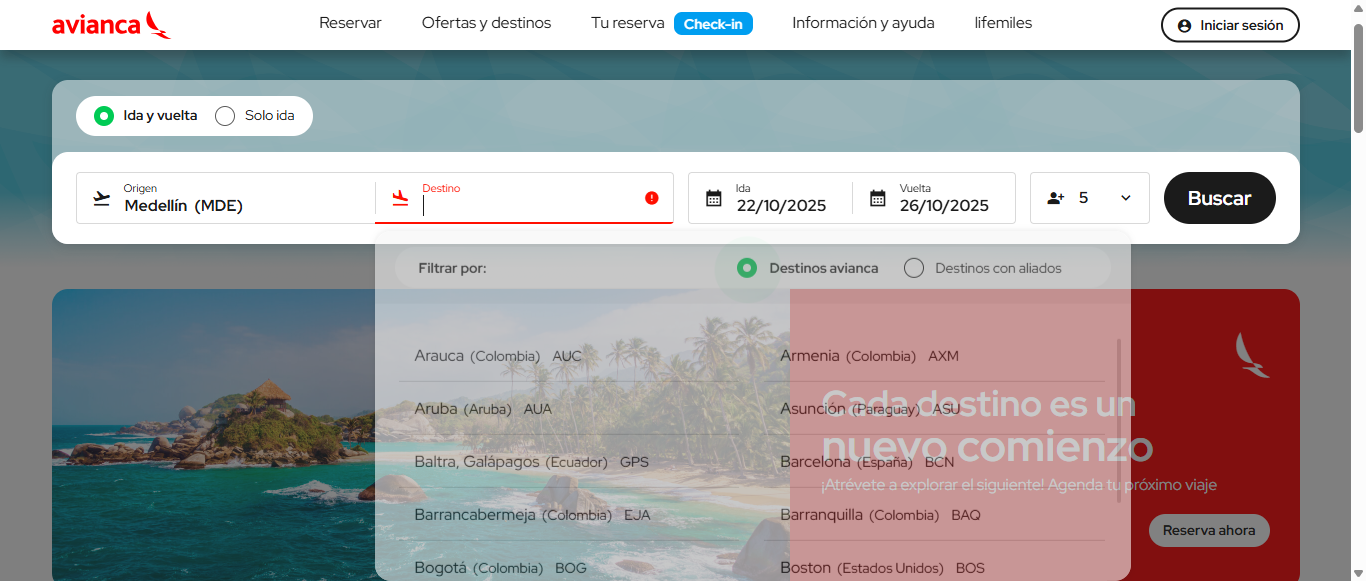 avianca
Reservar
Ofertas y destinos
Tu reserva
Check-in
Información y ayuda
lifemiles
Iniciar sesión
Ida y vuelta
Solo ida
Origen
Medellín (MDE)
Destino
Ida
22/10/2025
Vuelta
26/10/2025
5
Buscar
Filtrar por:
Destinos avianca
Destinos con aliados
Arauca (Colombia) AUC
Armenia (Colombia) AXM
Aruba (Aruba) AUA
Asunción (Paraguay) ASU
Baltra, Galápagos (Ecuador) GPS
Barcelona (España) BCN
Barrancabermeja (Colombia) EJA
Barranquilla (Colombia) BAQ
Bogotá (Colombia) BOG
Boston (Estados Unidos) BOS
Cada destino es un
nuevo comienzo
¡Atrévete a explorar el siguiente! Agenda tu próximo viaje
Reserva ahora